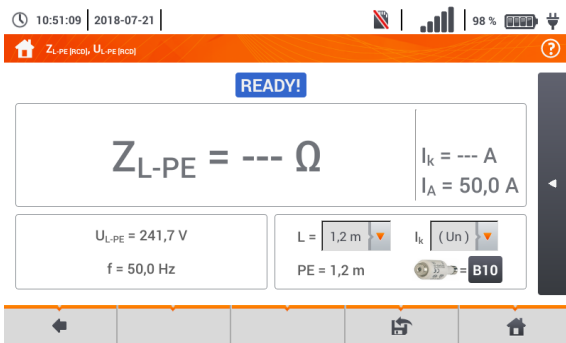 10:51:09 2018-07-21 98 %
ZL-PE [RCD], UL-PE [RCD]
?
READY!
ZL-PE = --- Ω
Ik = --- A
IA = 50,0 A
UL-PE = 241,7 V
f = 50,0 Hz
L = 1,2 m Ik (Un)
PE = 1,2 m = B10